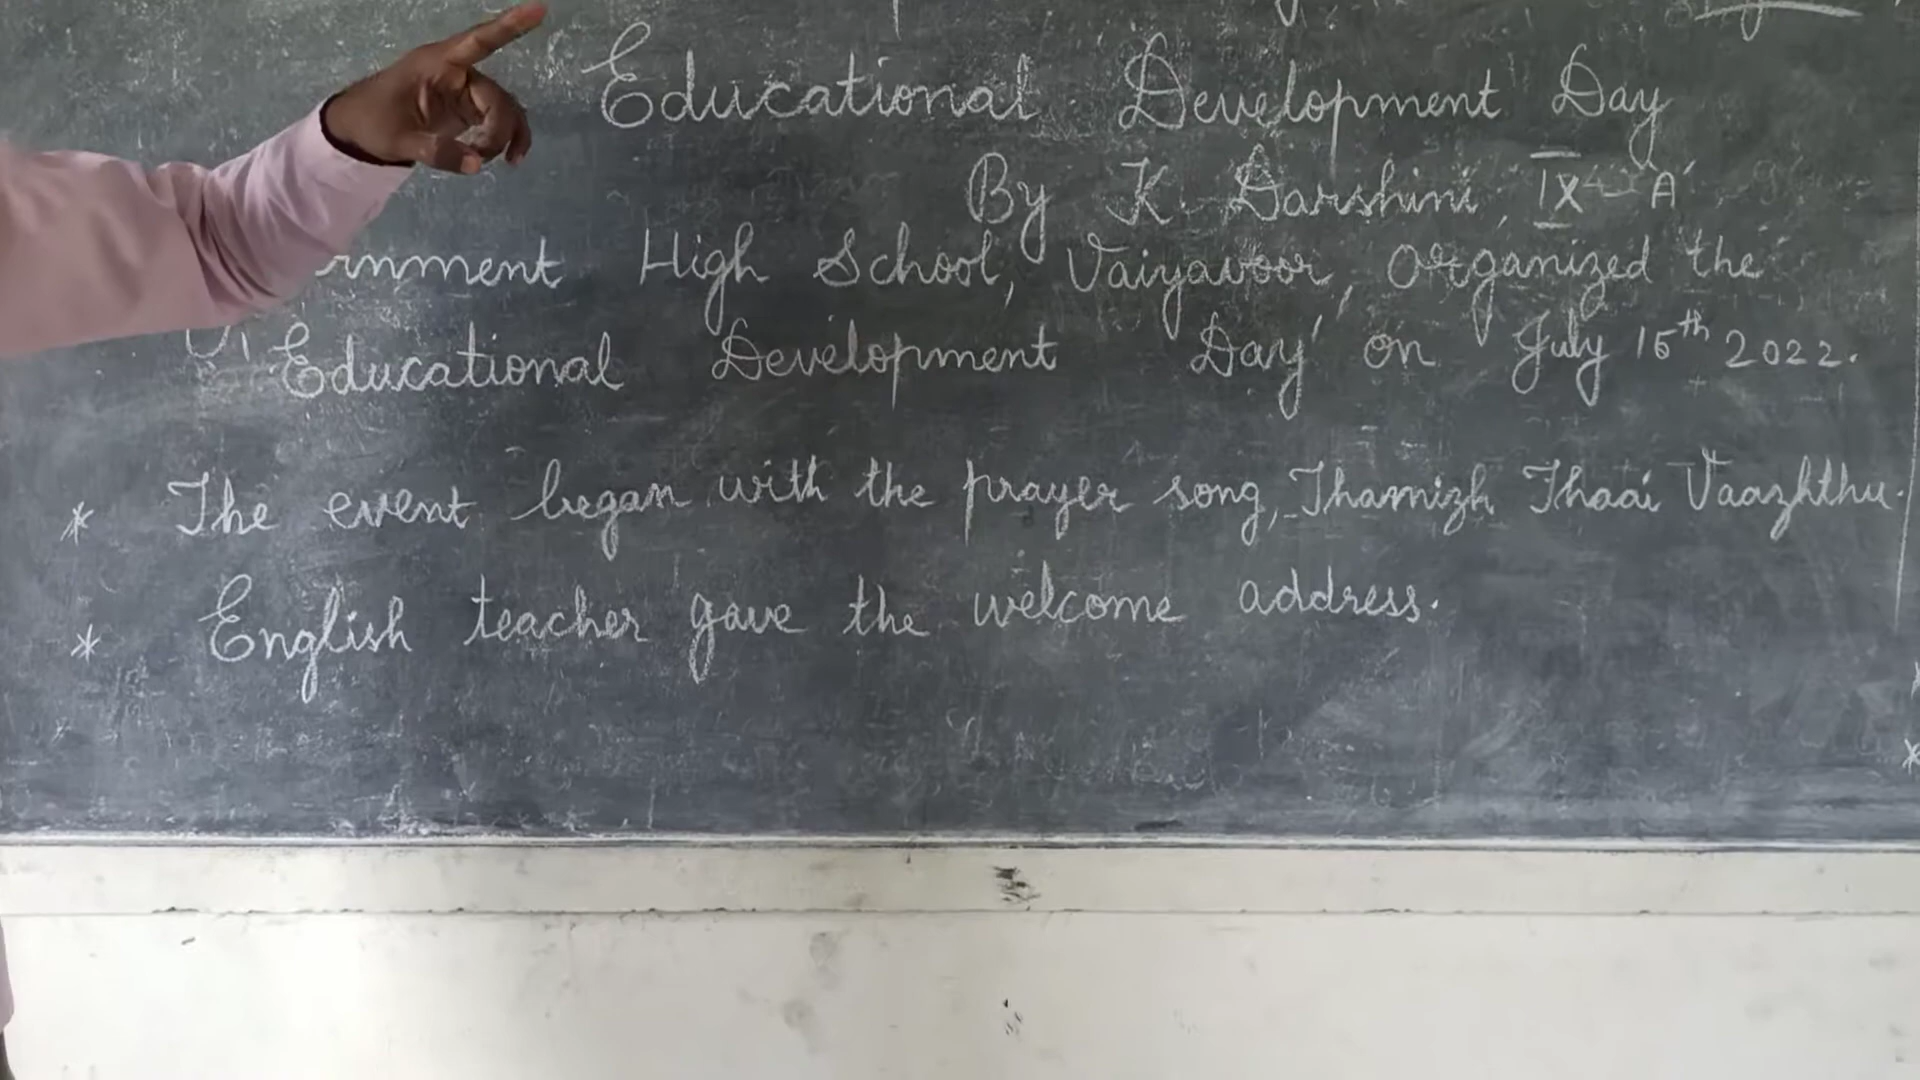 Educational Development Day
By K. Darshini, IX - A
rnment High School, Vaiyavoor, organized the
Educational Development Day on July 15th 2022.
* The event began with the prayer song, Thamizh Thaai Vaazhthu.
* English teacher gave the welcome address.